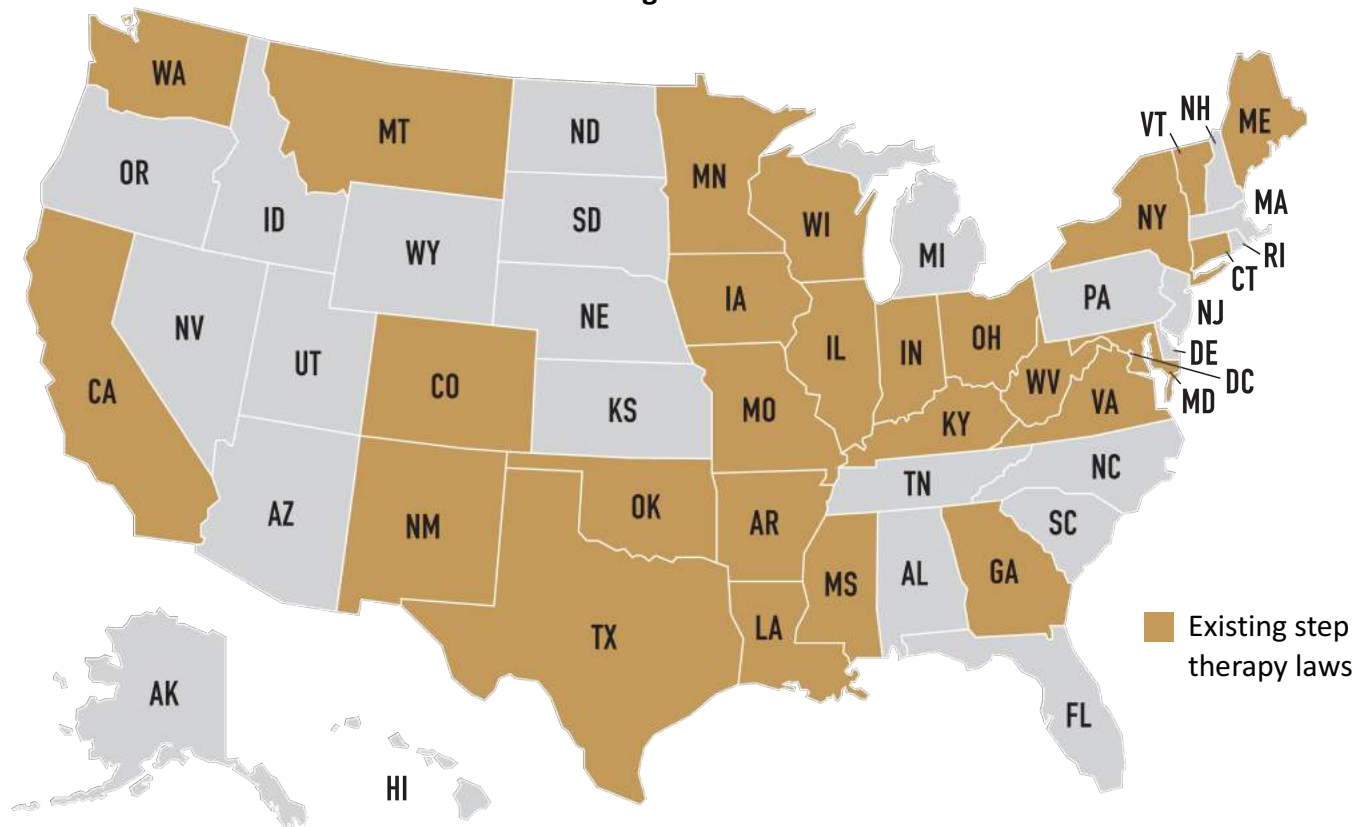 WA
MT
ND
MN
VT
NH
ME
OR
ID
SD
WI
NY
MA
WY
MI
RI
CT
IA
PA
NE
NJ
NV
UT
IL
IN
OH
DE
DC
CO
CA
WV
MD
KS
MO
VA
KY
NC
TN
AZ
NM
OK
AR
SC
MS
AL
GA
LA
TX
Existing step
therapy laws
AK
FL
HI